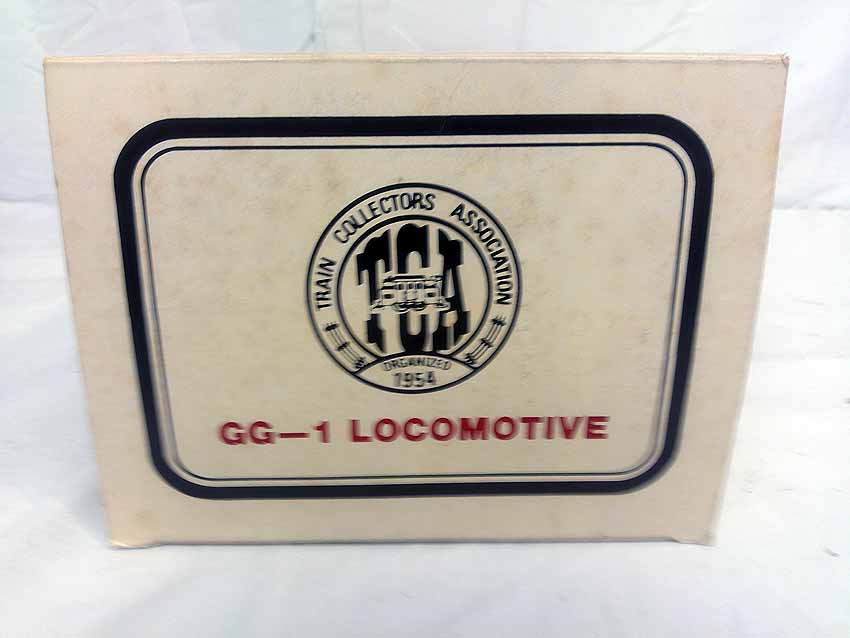 TRAIN COLLECTORS ASSOCIATION
TCA
ORGANIZED
1954
GG-1 LOCOMOTIVE